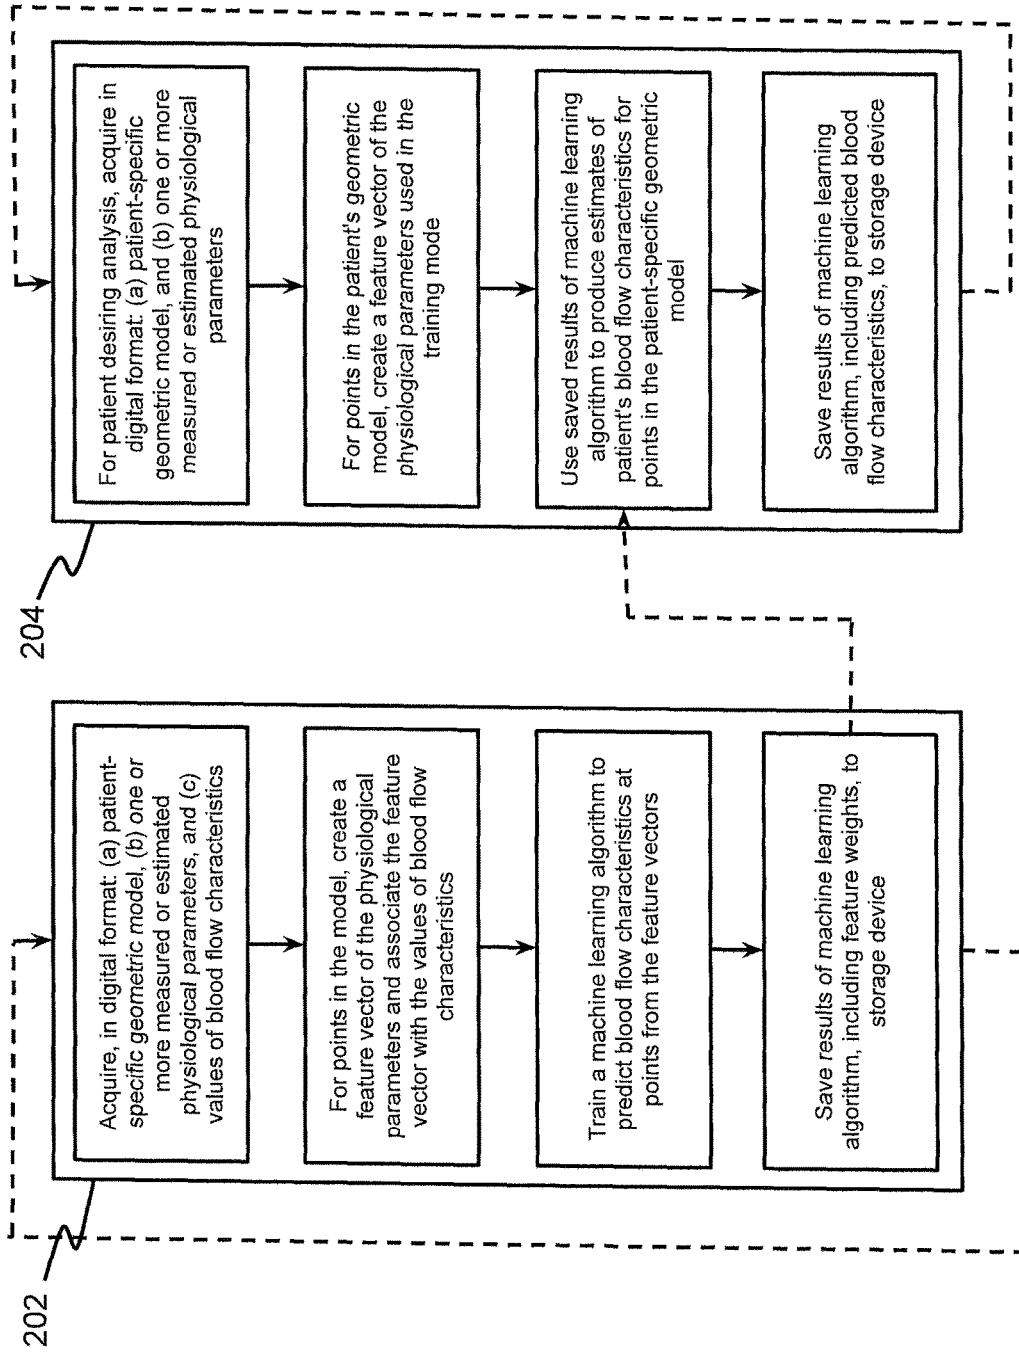 202
Acquire, in digital format: (a) patient-
specific geometric model, (b) one or
more measured or estimated
physiological parameters, and (c)
values of blood flow characteristics
For points in the model, create a
feature vector of the physiological
parameters and associate the feature
vector with the values of blood flow
characteristics
Train a machine learning algorithm to
predict blood flow characteristics at
points from the feature vectors
Save results of machine learning
algorithm, including feature weights, to
storage device
204
For patient desiring analysis, acquire in
digital format: (a) patient-specific
geometric model, and (b) one or more
measured or estimated physiological
parameters
For points in the patient's geometric
model, create a feature vector of the
physiological parameters used in the
training mode
Use saved results of machine learning
algorithm to produce estimates of
patient's blood flow characteristics for
points in the patient-specific geometric
model
Save results of machine learning
algorithm, including predicted blood
flow characteristics, to storage device